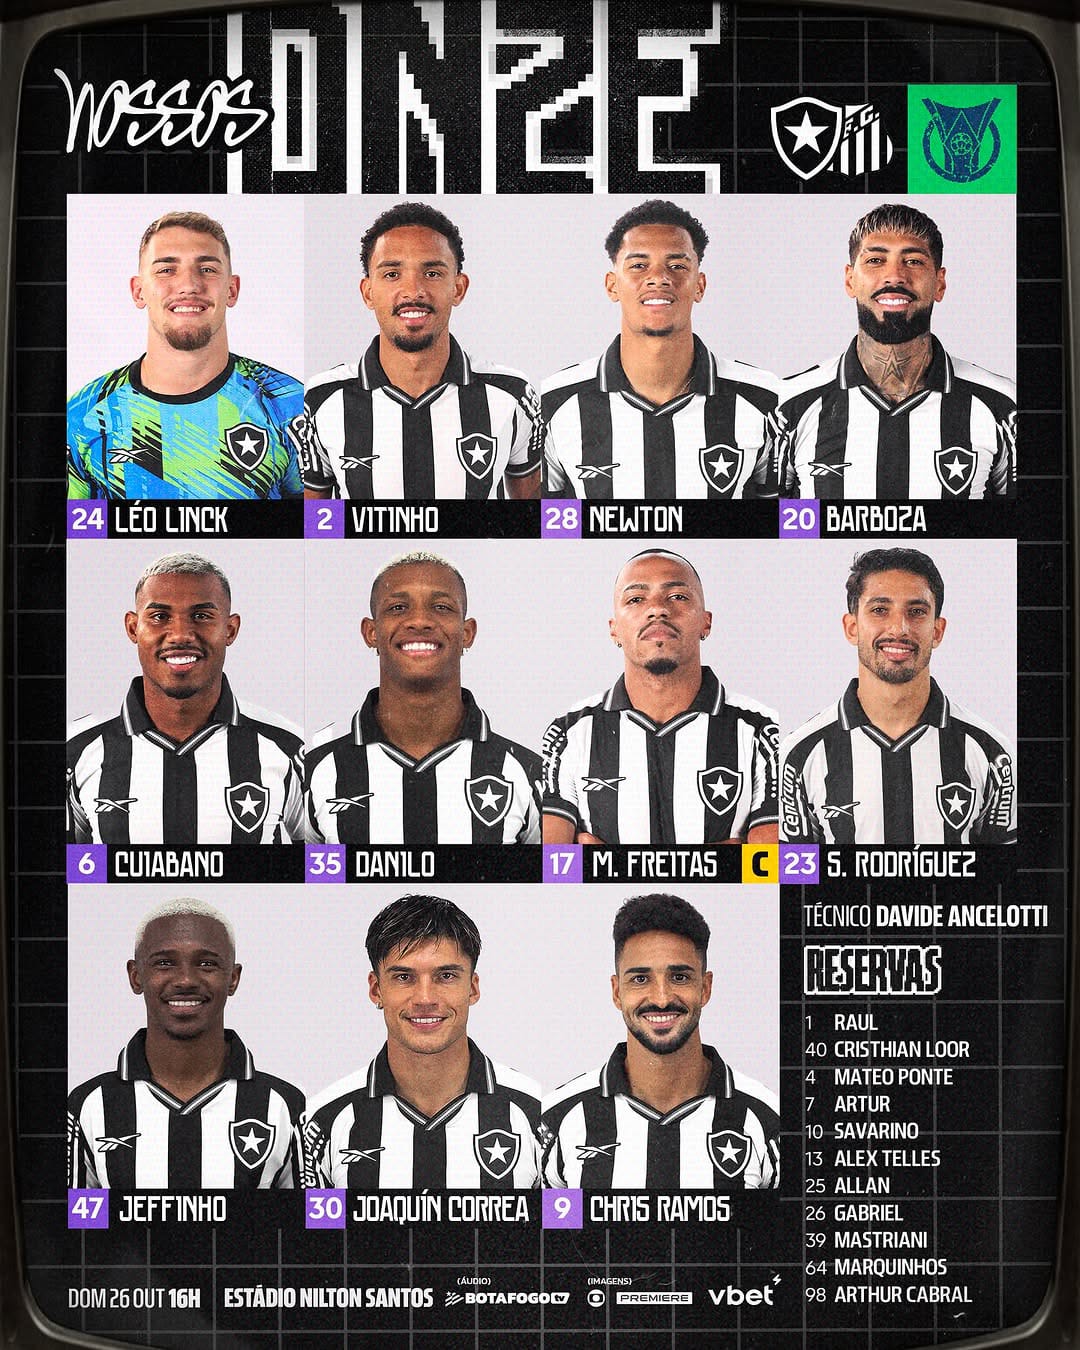 NOSSOS ONZE
F.C.
24 LÉO LINCK
2 VITINHO
28 NEWTON
20 BARBOZA
6 CUIABANO
35 DANILO
17 M. FREITAS C
23 S. RODRÍGUEZ
Centrum
Centrum
47 JEFFINHO
30 JOAQUÍN CORREA
9 CHRIS RAMOS
TÉCNICO DAVIDE ANCELOTTI
RESERVAS
1 RAUL
40 CRISTHIAN LOOR
4 MATEO PONTE
7 ARTUR
10 SAVARINO
13 ALEX TELLES
25 ALLAN
26 GABRIEL
39 MASTRIANI
64 MARQUINHOS
98 ARTHUR CABRAL
DOM 26 OUT 16H
ESTÁDIO NILTON SANTOS
(ÁUDIO)
BOTAFOGO TV
(IMAGENS)
PREMIERE
vbet